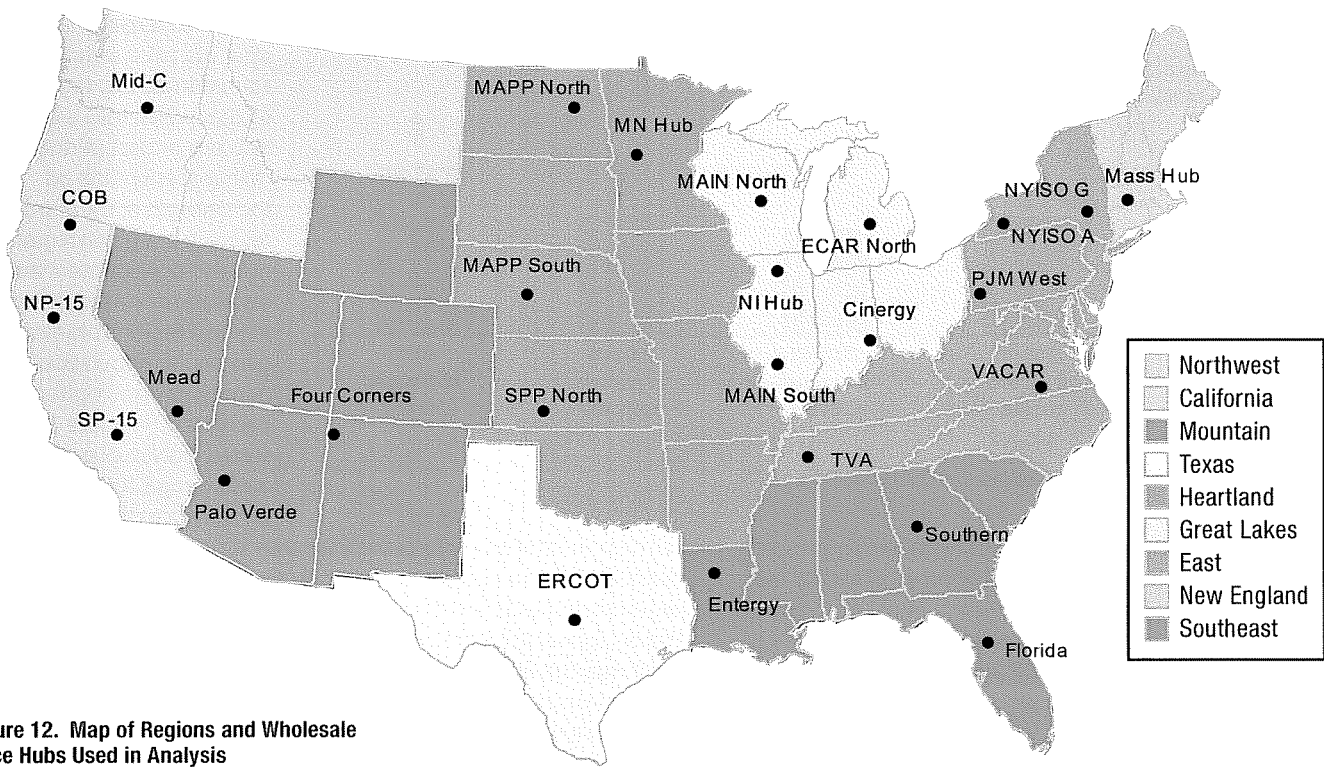 Mid-C
MAPP North
MN Hub
MAIN North
Mass Hub
NYISO G
COB
ECAR North
NYISO A
MAPP South
PJM West
NP-15
NI Hub
Cinergy
Mead
VACAR
Four Corners
SPP North
MAIN South
SP-15
TVA
Palo Verde
Southern
ERCOT
Entergy
Florida
Northwest
California
Mountain
Texas
Heartland
Great Lakes
East
New England
Southeast
ure 12. Map of Regions and Wholesale
ce Hubs Used in Analysis